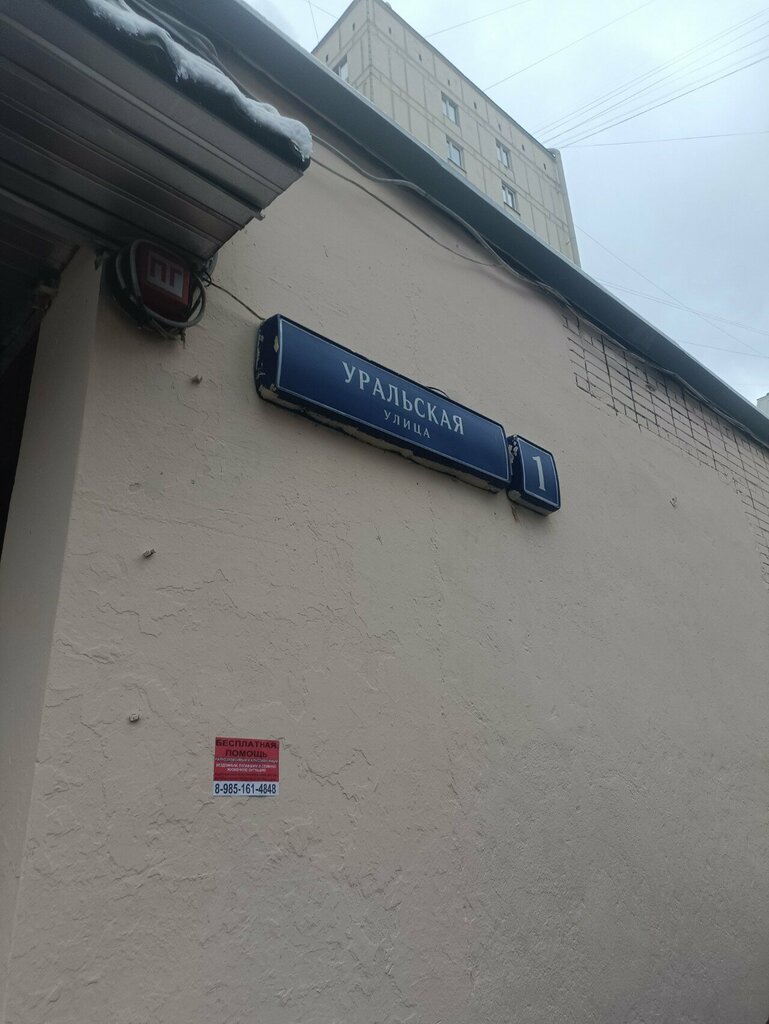 ПГ
УРАЛЬСКАЯ
УЛИЦА
1
БЕСПЛАТНАЯ
ПОМОЩЬ
8-985-161-4848